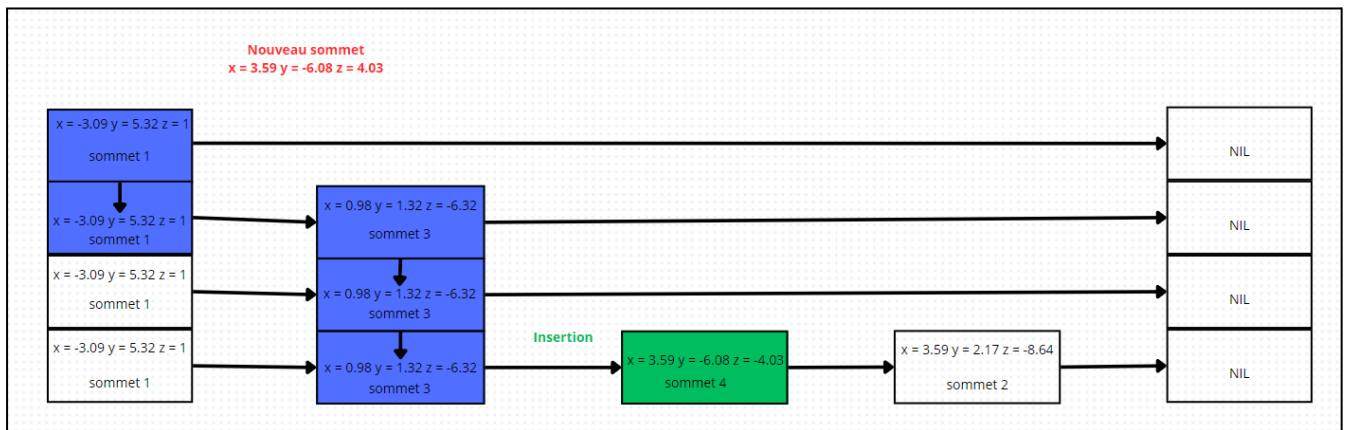 Nouveau sommet
x = 3.59 y = -6.08 z = 4.03
x = -3.09 y = 5.32 z = 1
sommet 1
NIL
x = -3.09 y = 5.32 z = 1
sommet 1
x = 0.98 y = 1.32 z = -6.32
sommet 3
NIL
x = -3.09 y = 5.32 z = 1
sommet 1
x = 0.98 y = 1.32 z = -6.32
sommet 3
NIL
Insertion
x = -3.09 y = 5.32 z = 1
sommet 1
x = 0.98 y = 1.32 z = -6.32
sommet 3
x = 3.59 y = -6.08 z = -4.03
sommet 4
x = 3.59 y = 2.17 z = -8.64
sommet 2
NIL